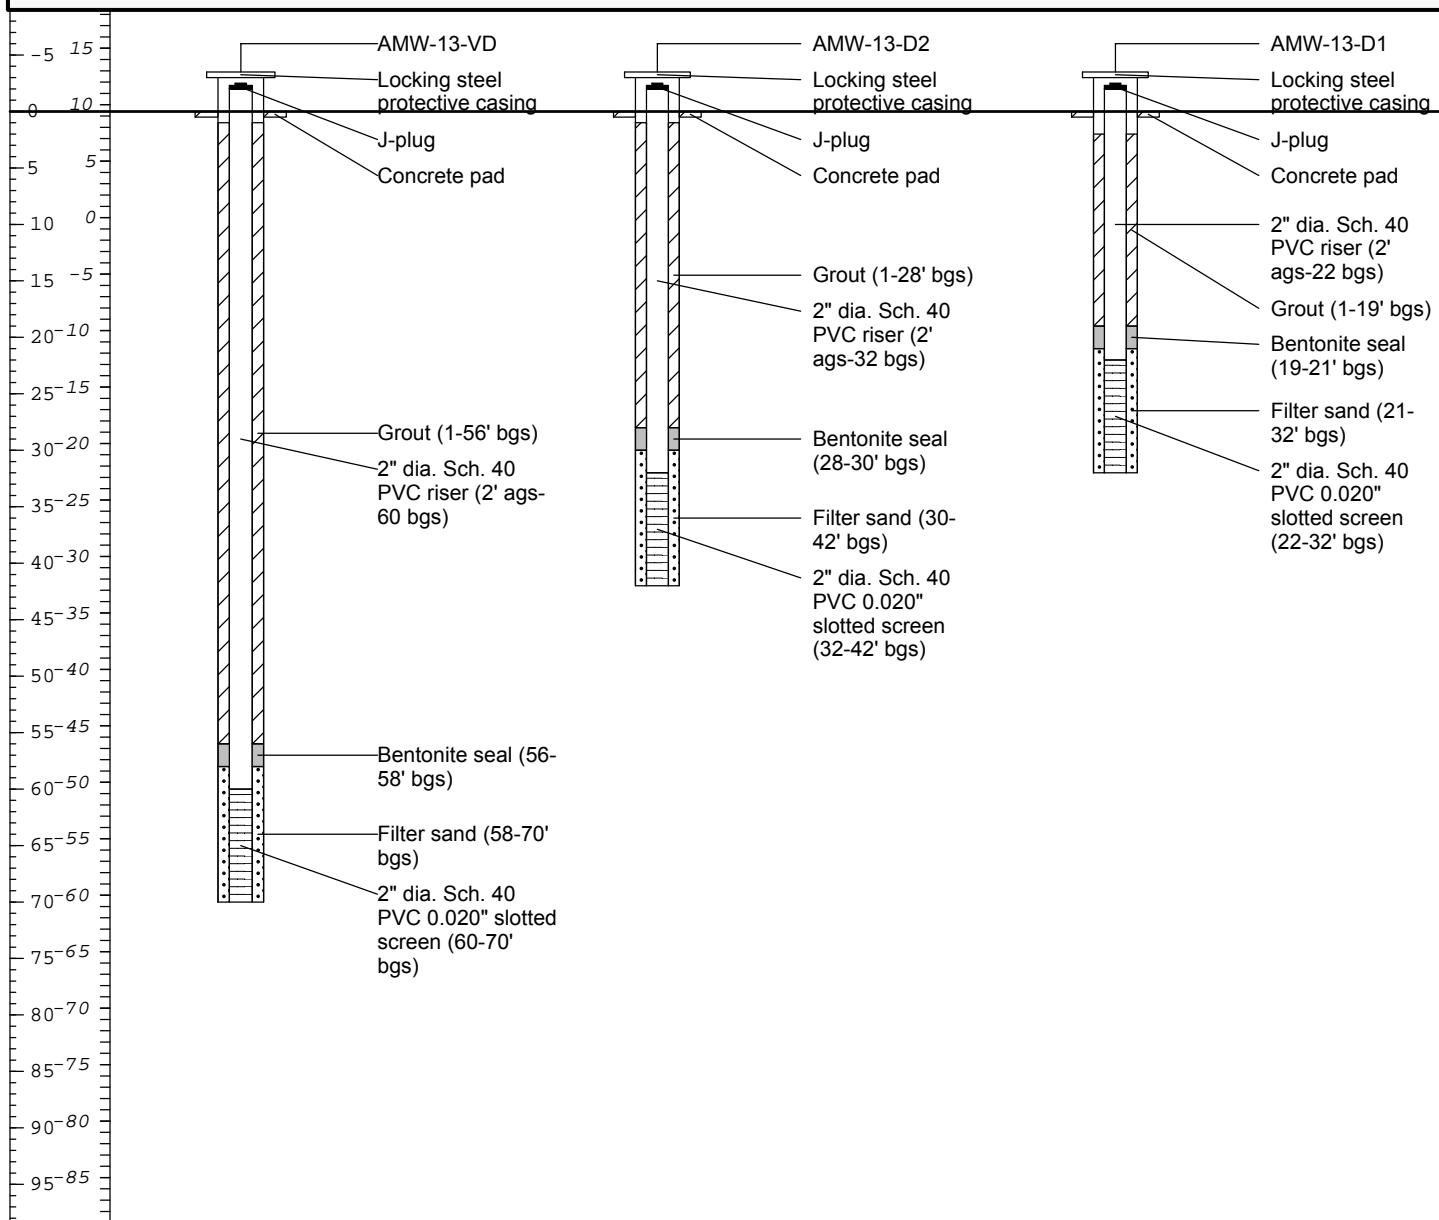 -5
0
5
10
15
20
25
30
35
40
45
50
55
60
65
70
75
80
85
90
95
15
10
5
0
-5
-10
-15
-20
-25
-30
-35
-40
-45
-50
-55
-60
-65
-70
-75
-80
-85
AMW-13-VD
Locking steel
protective casing
J-plug
Concrete pad
Grout (1-56' bgs)
2" dia. Sch. 40
PVC riser (2' ags-
60 bgs)
Bentonite seal (56-
58' bgs)
Filter sand (58-70'
bgs)
2" dia. Sch. 40
PVC 0.020" slotted
screen (60-70'
bgs)
AMW-13-D2
Locking steel
protective casing
J-plug
Concrete pad
Grout (1-28' bgs)
2" dia. Sch. 40
PVC riser (2'
ags-32 bgs)
Bentonite seal
(28-30' bgs)
Filter sand (30-
42' bgs)
2" dia. Sch. 40
PVC 0.020"
slotted screen
(32-42' bgs)
AMW-13-D1
Locking steel
protective casing
J-plug
Concrete pad
2" dia. Sch. 40
PVC riser (2'
ags-22 bgs)
Grout (1-19' bgs)
Bentonite seal
(19-21' bgs)
Filter sand (21-
32' bgs)
2" dia. Sch. 40
PVC 0.020"
slotted screen
(22-32' bgs)